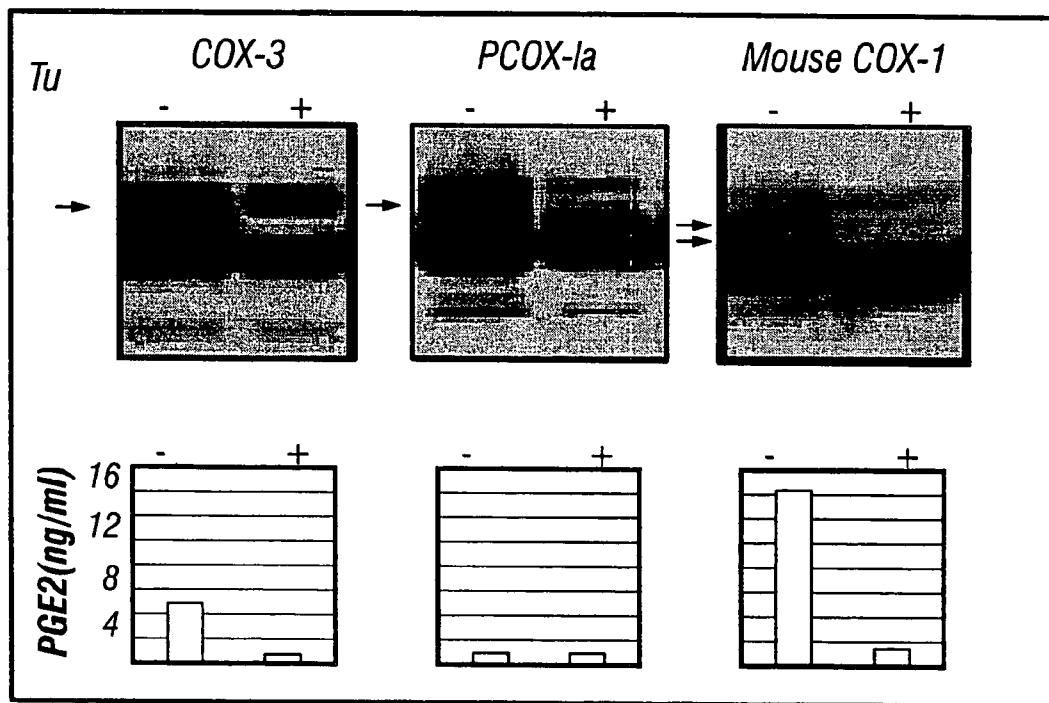 COX-3 PCOX-la Mouse COX-1
Tu
- + - + - +
- + - + - +
PGE2(ng/ml)
16
12
8
4